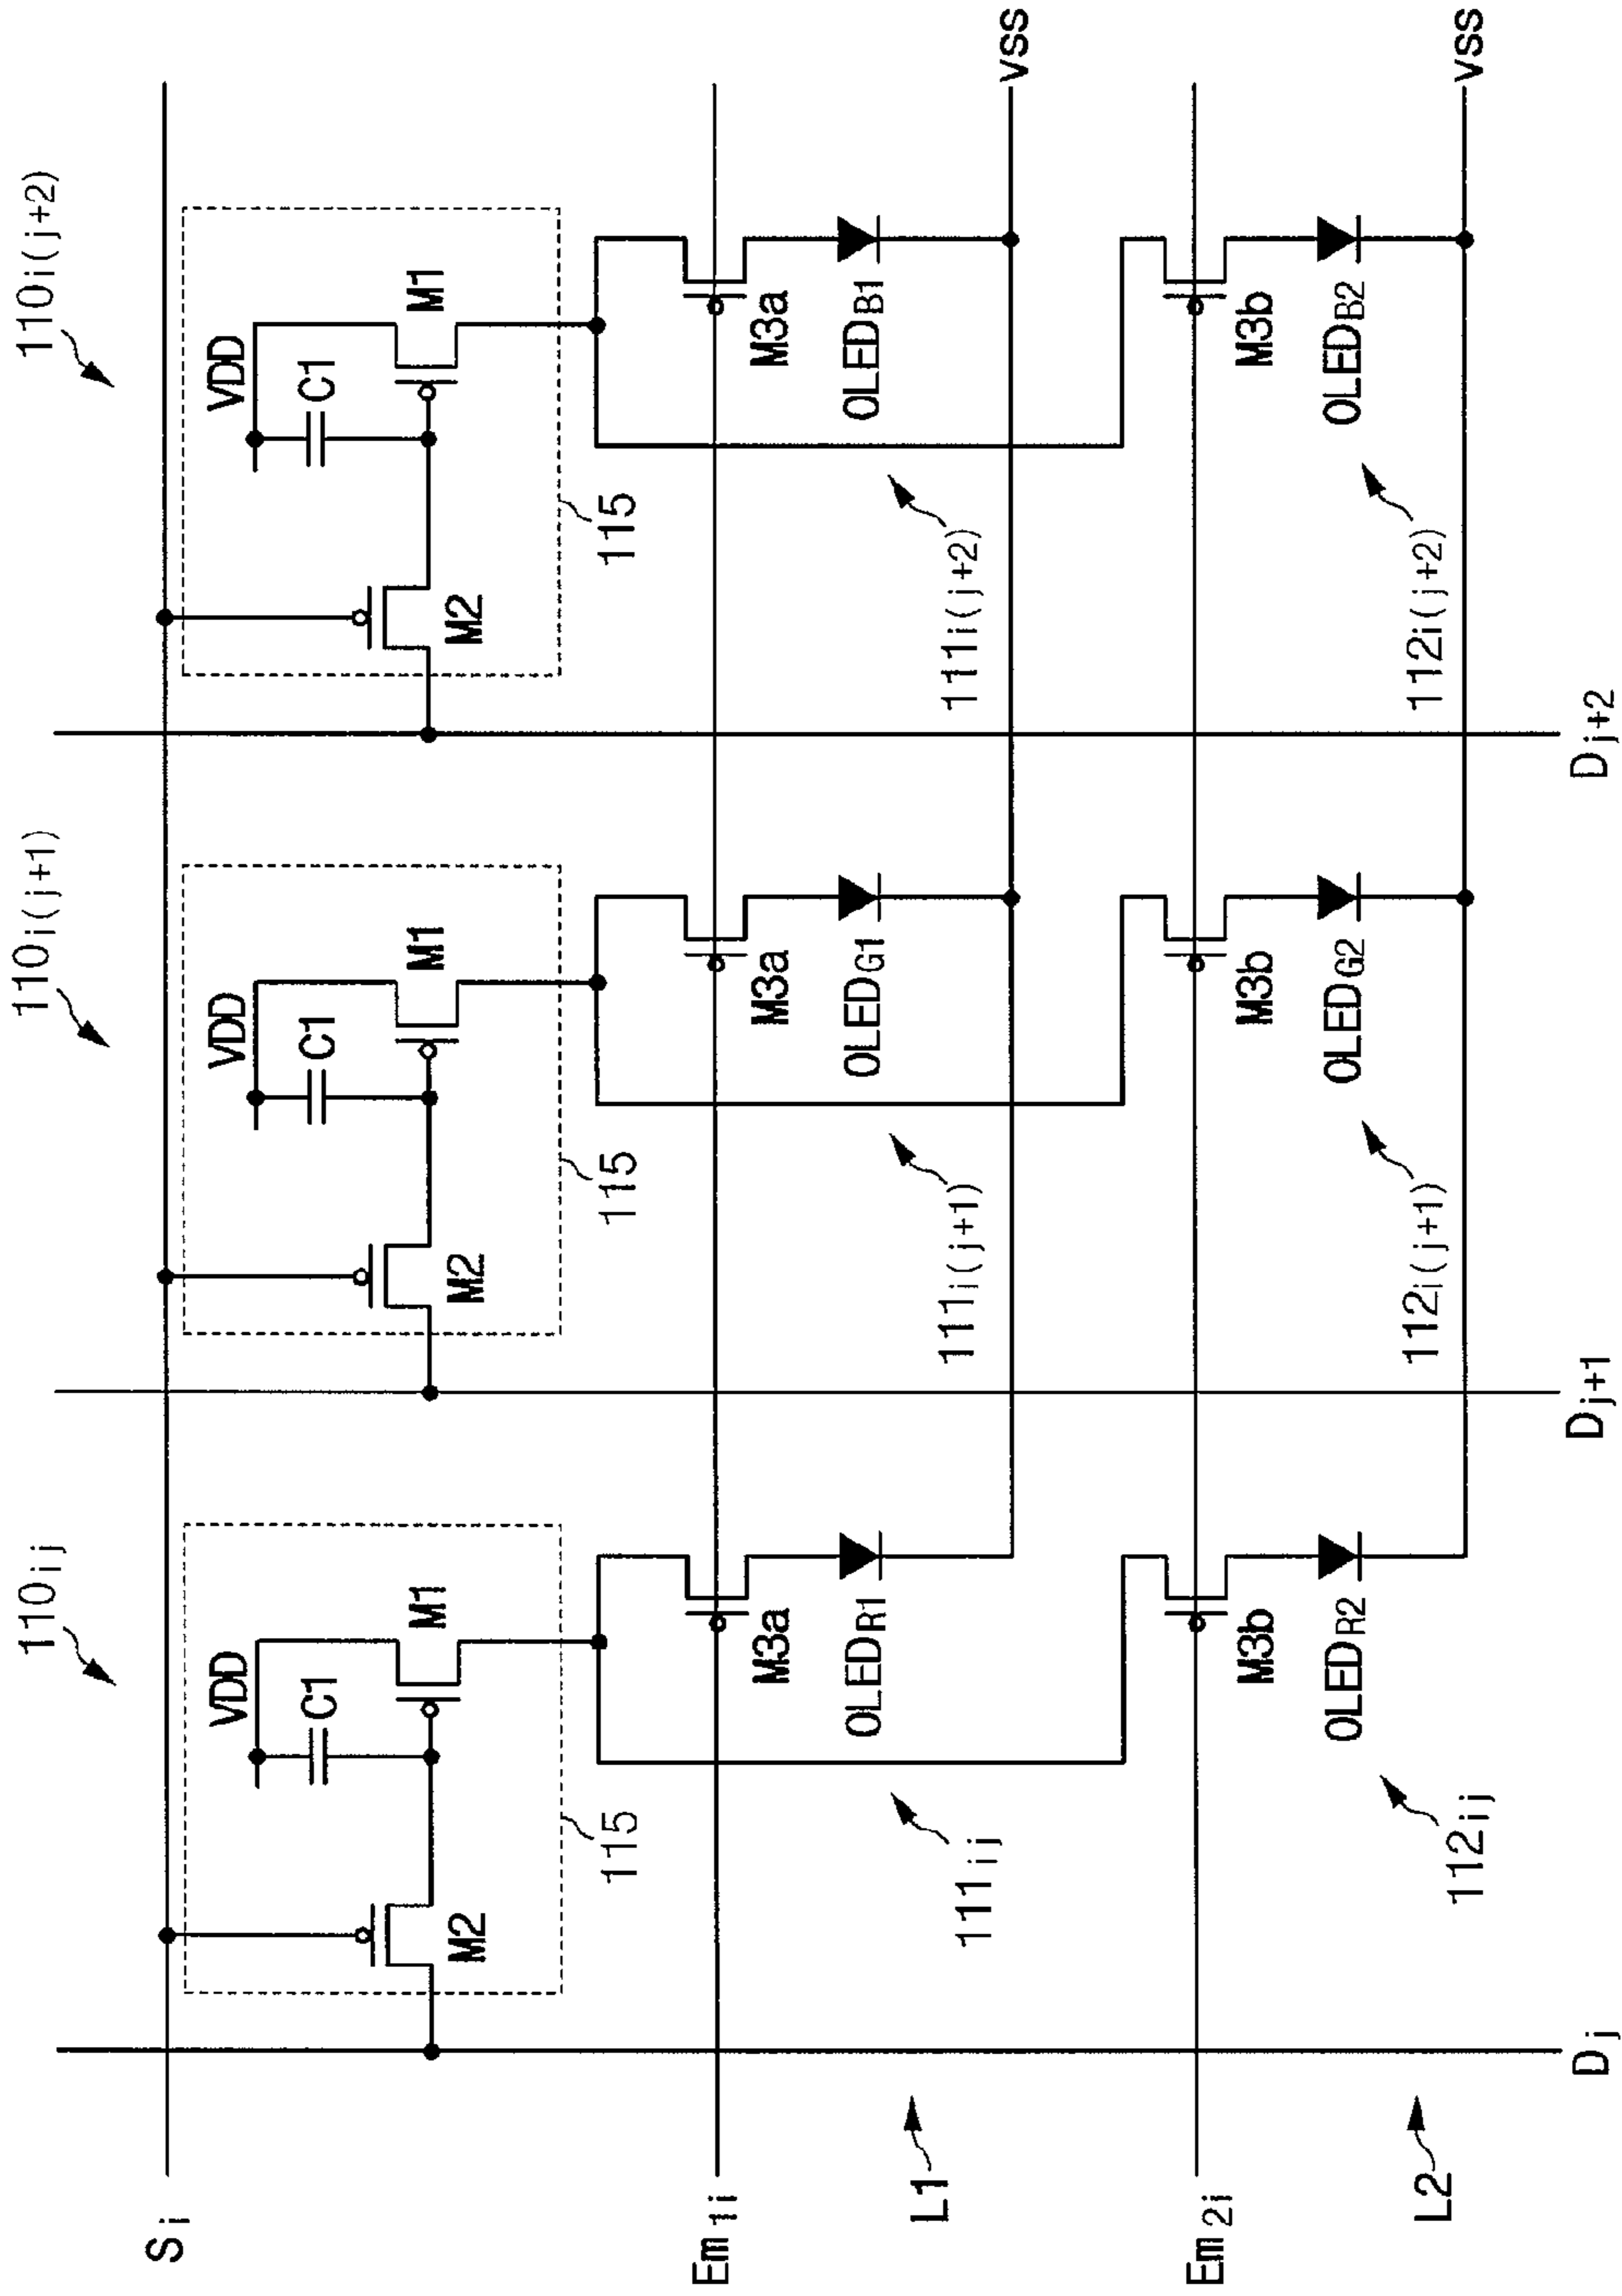 110ij
110i(j+1)
110i(j+2)
Si
VDD
C1
M1
M2
115
VDD
C1
M1
M2
115
VDD
C1
M1
M2
115
Em1i
M3a
M3a
M3a
L1
OLEDR1
OLEDG1
OLEDB1
111ij
111i(j+1)
111i(j+2)
VSS
Em2i
M3b
M3b
M3b
L2
OLEDR2
OLEDG2
OLEDB2
112ij
112i(j+1)
112i(j+2)
VSS
Dj
Dj+1
Dj+2